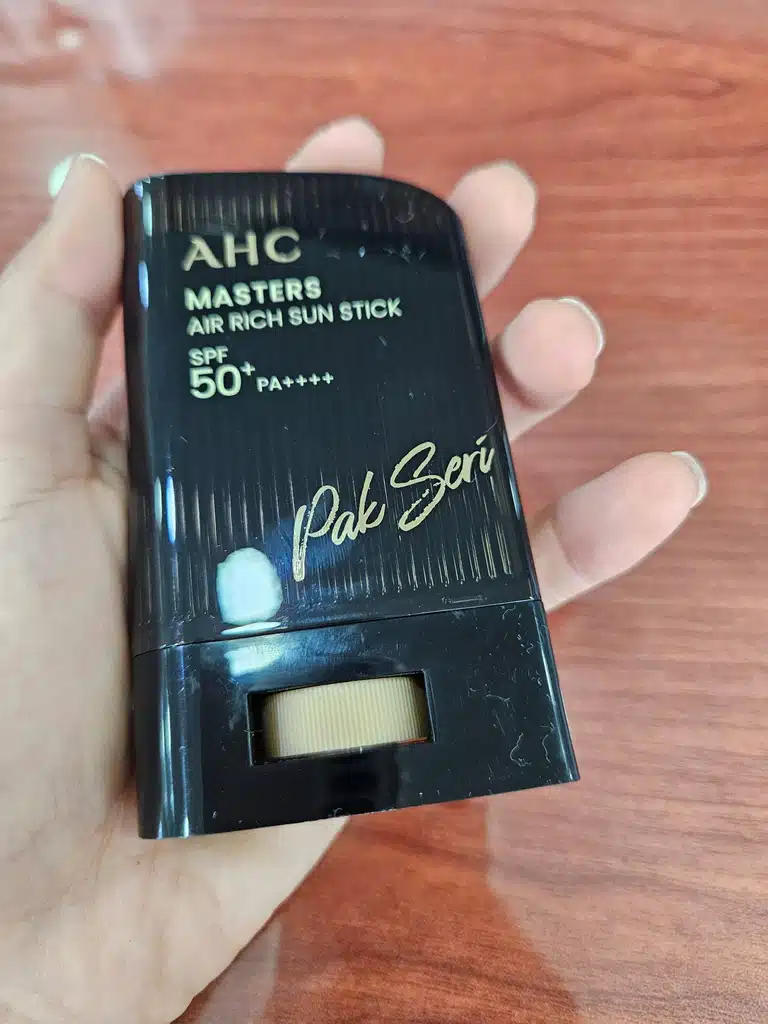 AHC
MASTERS
AIR RICH SUN STICK
SPF
50+ PA++++
Pak Seri